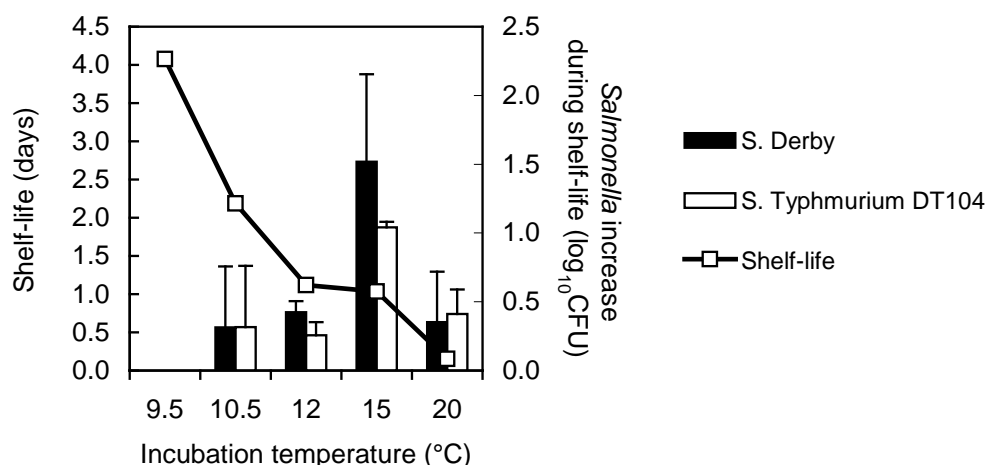 Shelf-life (days)
4.5
4.0
3.5
3.0
2.5
2.0
1.5
1.0
0.5
0.0
9.5 10.5 12 15 20
Incubation temperature (°C)
2.5
2.0
1.5
1.0
0.5
0.0
Salmonella increase
during shelf-life (log₁₀CFU)
S. Derby
S. Typhmurium DT104
Shelf-life